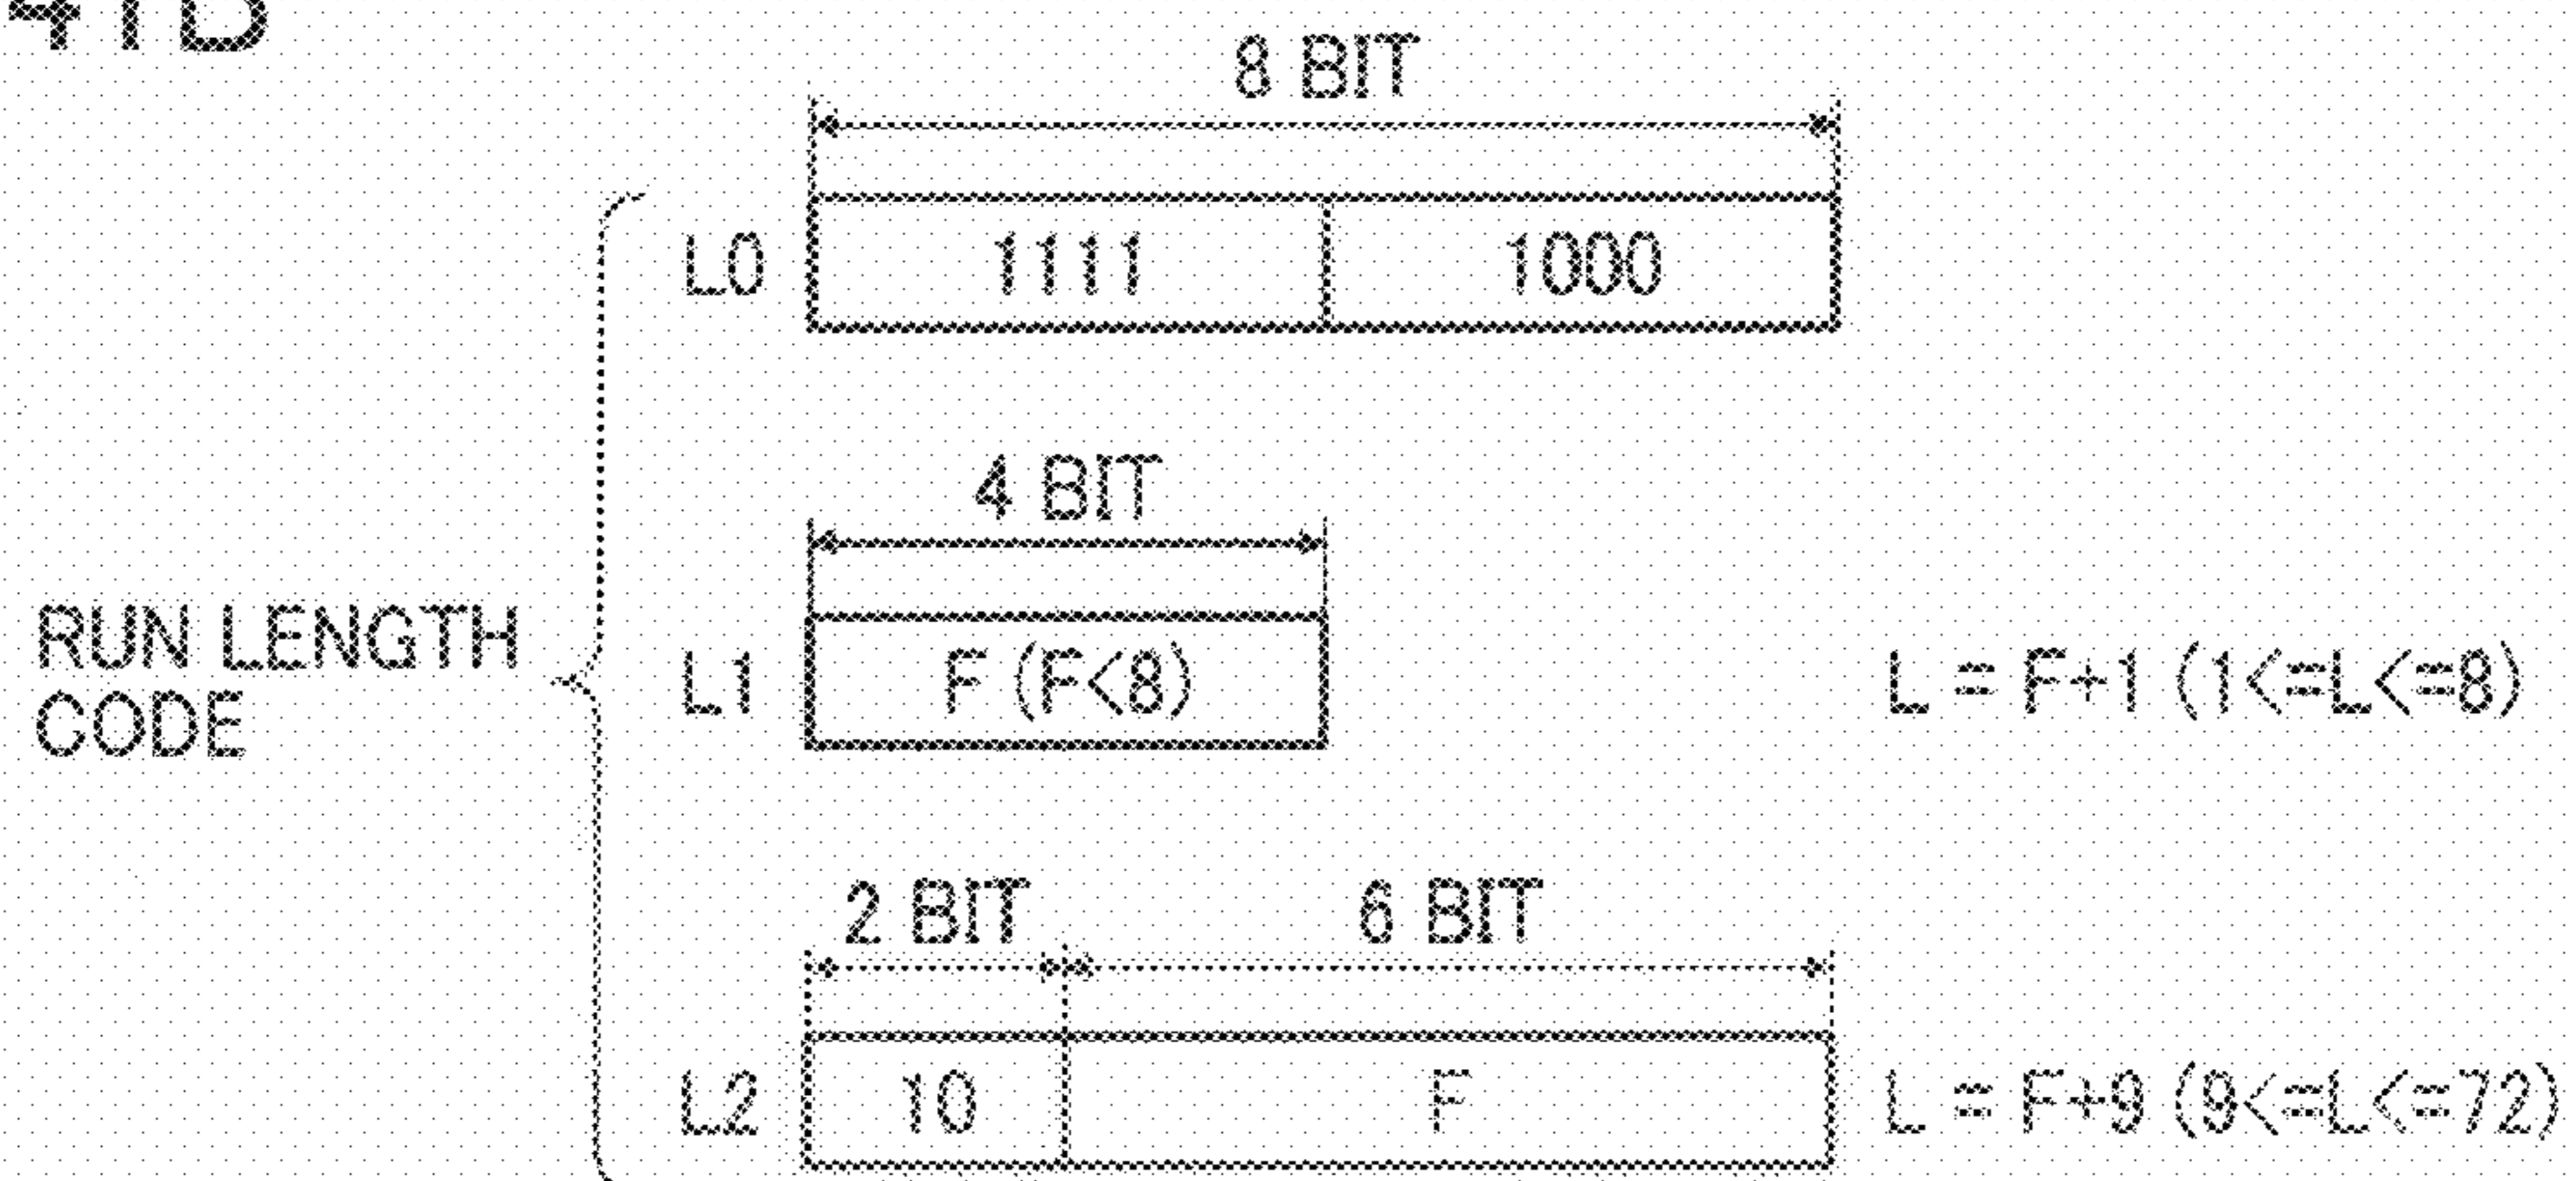 8 BIT
L0 1111 1000
4 BIT
RUN LENGTH
CODE
L1 F (F<8) L = F+1 (1<=L<=8)
2 BIT 6 BIT
L2 10 F L = F+9 (9<=L<=72)